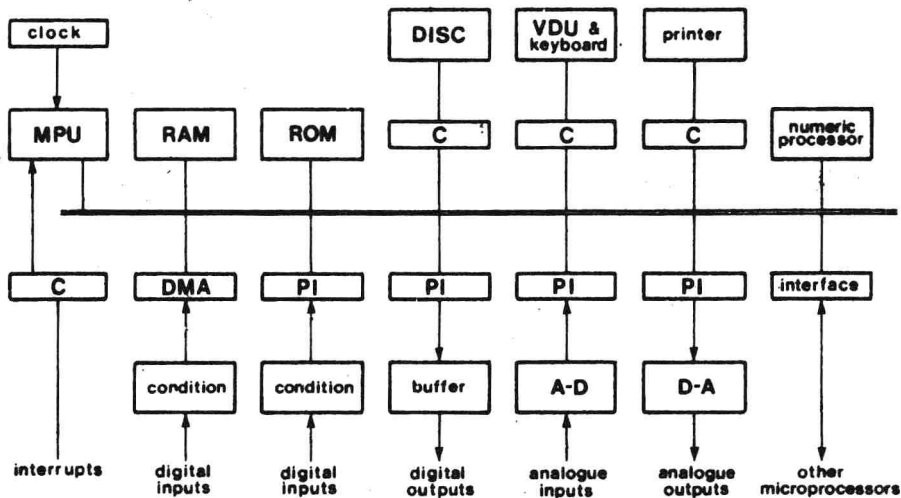 clock
DISC
VDU &
keyboard
printer
MPU
RAM
ROM
C
C
C
numeric
processor
C
DMA
PI
PI
PI
PI
interface
condition
condition
buffer
A-D
D-A
interrupts
digital
inputs
digital
inputs
digital
outputs
analogue
inputs
analogue
outputs
other
microprocessors